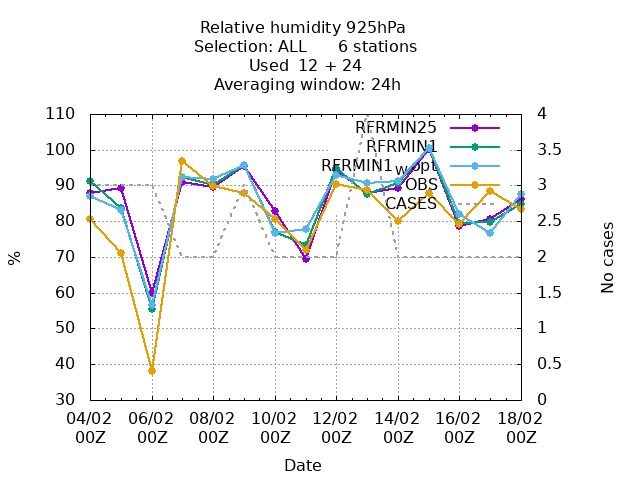 Relative humidity 925hPa
Selection: ALL 6 stations
Used 12 + 24
Averaging window: 24h
110
100
90
80
70
60
50
40
30
4
3.5
3
2.5
2
1.5
1
0.5
0
RFRMIN25
RFRMIN1
RFRMIN1wopt
OBS
CASES
%
No cases
04/02 06/02 08/02 10/02 12/02 14/02 16/02 18/02
00Z 00Z 00Z 00Z 00Z 00Z 00Z 00Z
Date